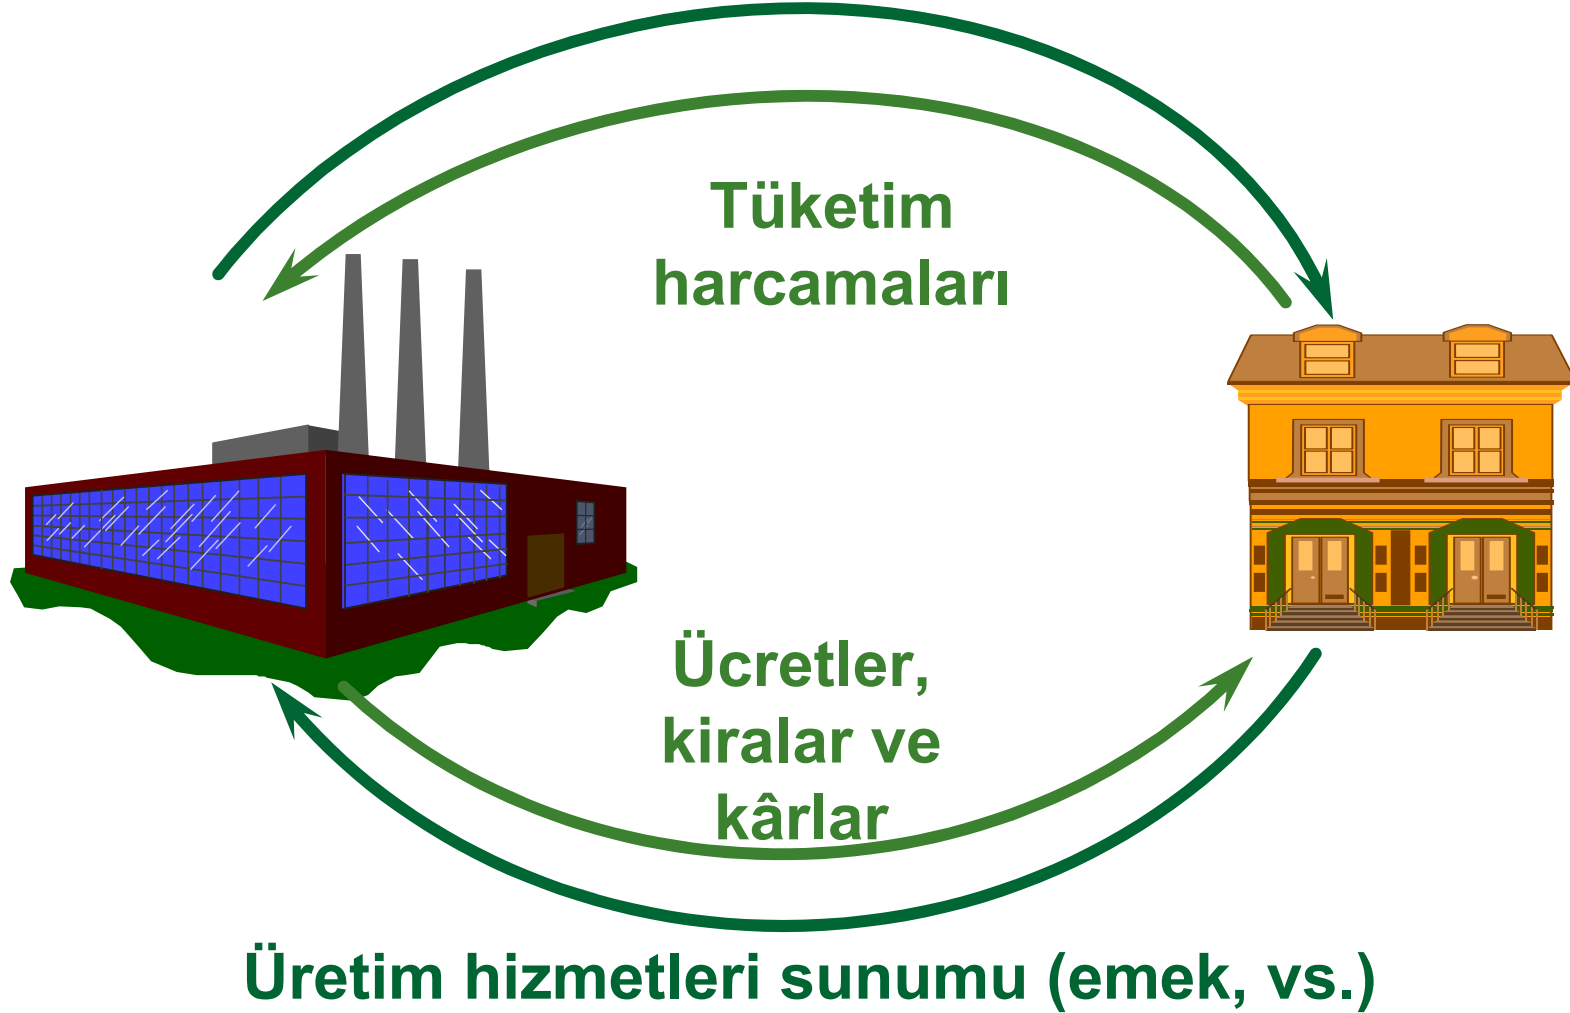 Tüketim
harcamaları
Ücretler,
kiralar ve
kârlar
Üretim hizmetleri sunumu (emek, vs.)